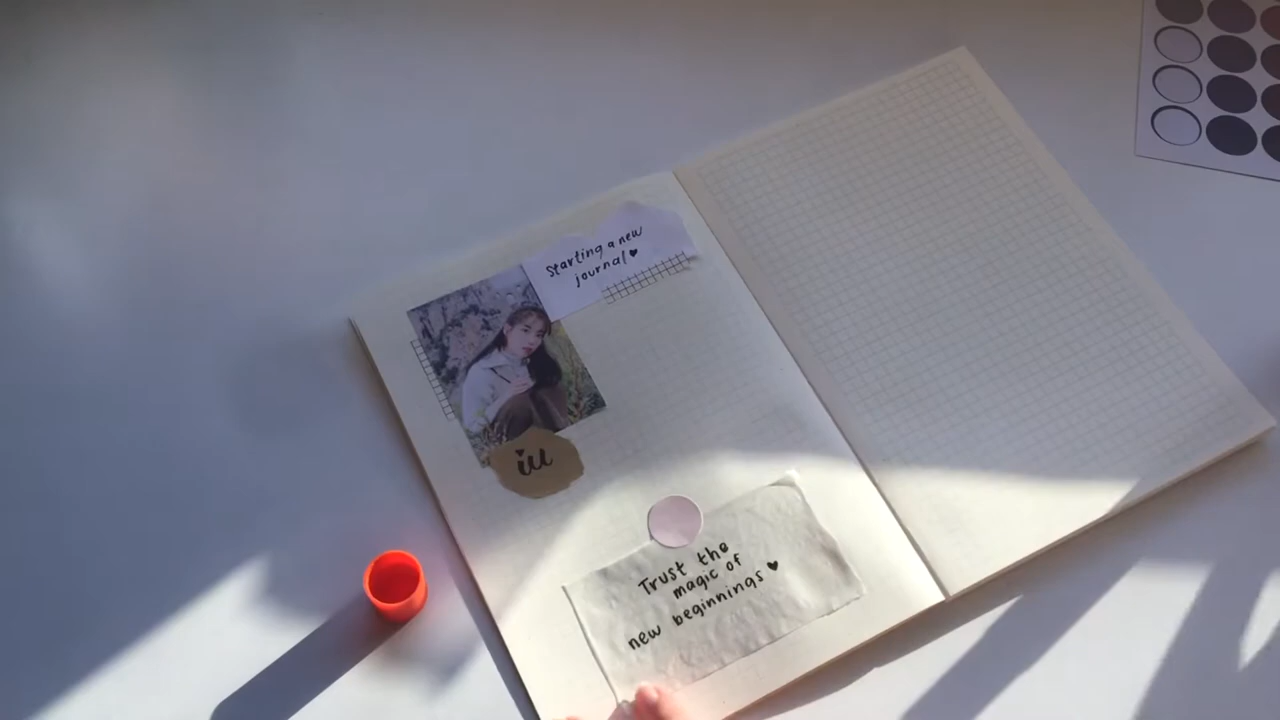 Starting a new
journal♥
iu
Trust the
magic of
new beginnings♥